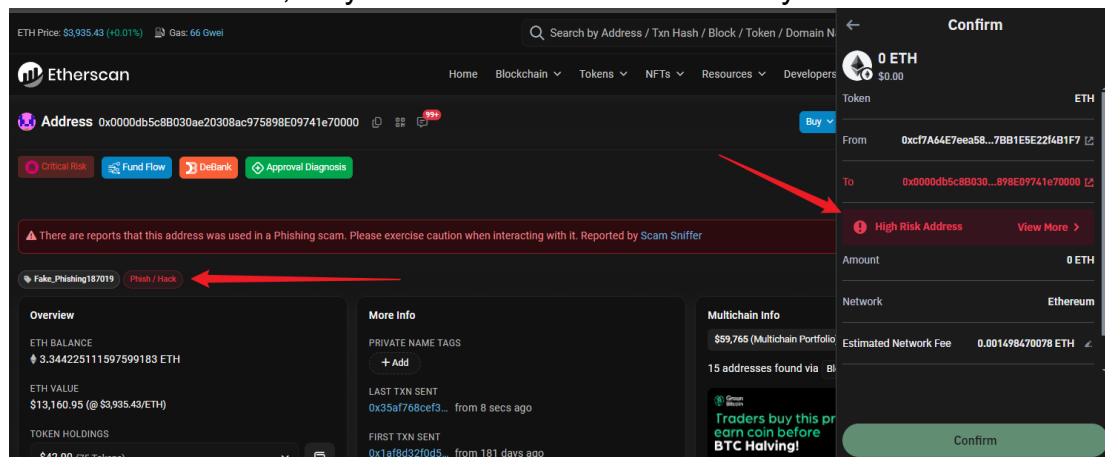 ETH Price: $3,935.43 (+0.01%) Gas: 66 Gwei
Search by Address / Txn Hash / Block / Token / Domain N
Etherscan
Home Blockchain Tokens NFTs Resources Developers
Address 0x0000db5c8B030ae20308ac975898E09741e70000 99+
Buy
Critical Risk Fund Flow DeBank Approval Diagnosis
There are reports that this address was used in a Phishing scam. Please exercise caution when interacting with it. Reported by Scam Sniffer
Fake_Phishing187019 Phish / Hack
Overview
ETH BALANCE
3.344225111597599183 ETH
ETH VALUE
$13,160.95 (@ $3,935.43/ETH)
TOKEN HOLDINGS
More Info
PRIVATE NAME TAGS
+ Add
LAST TXN SENT
0x35af768cef3... from 8 secs ago
FIRST TXN SENT
0x1af8d32f0d5... from 181 days ago
Multichain Info
$59,765 (Multichain Portfolio
15 addresses found via Bl
Traders buy this pr
earn coin before
BTC Halving!
Confirm
0 ETH
$0.00
Token ETH
From 0xcf7A64E7eea58...7BB1E5E22f4B1F7
To 0x0000db5c8B030...898E09741e70000
High Risk Address View More >
Amount 0 ETH
Network Ethereum
Estimated Network Fee 0.001498470078 ETH
Confirm